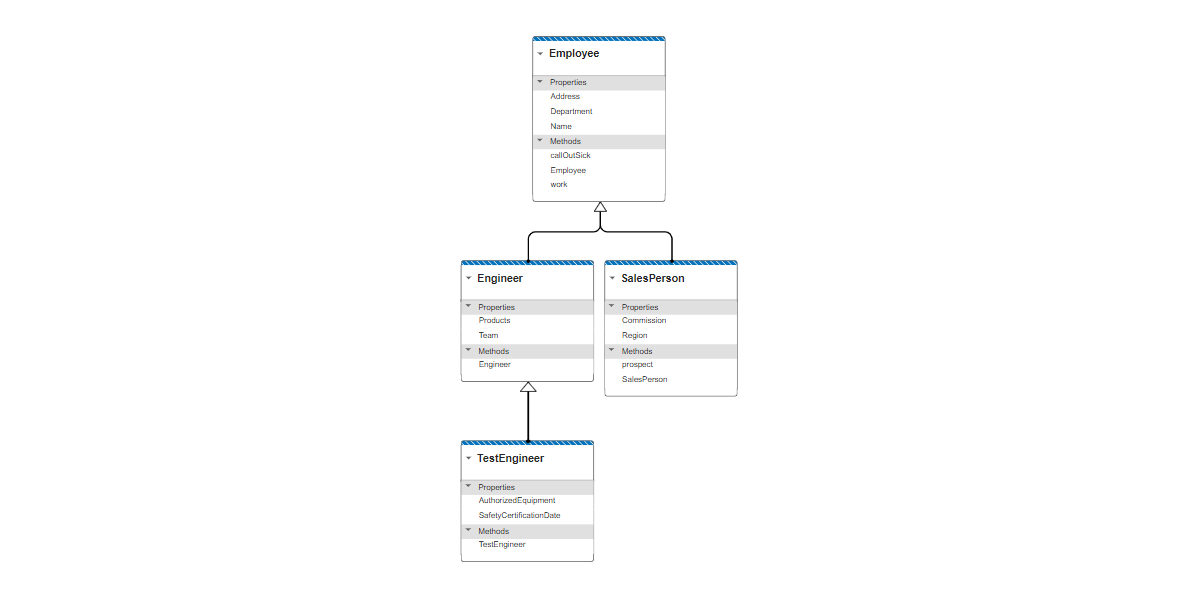 Employee
Properties
Address
Department
Name
Methods
callOutSick
Employee
work
Engineer
Properties
Products
Team
Methods
Engineer
SalesPerson
Properties
Commission
Region
Methods
prospect
SalesPerson
TestEngineer
Properties
AuthorizedEquipment
SafetyCertificationDate
Methods
TestEngineer